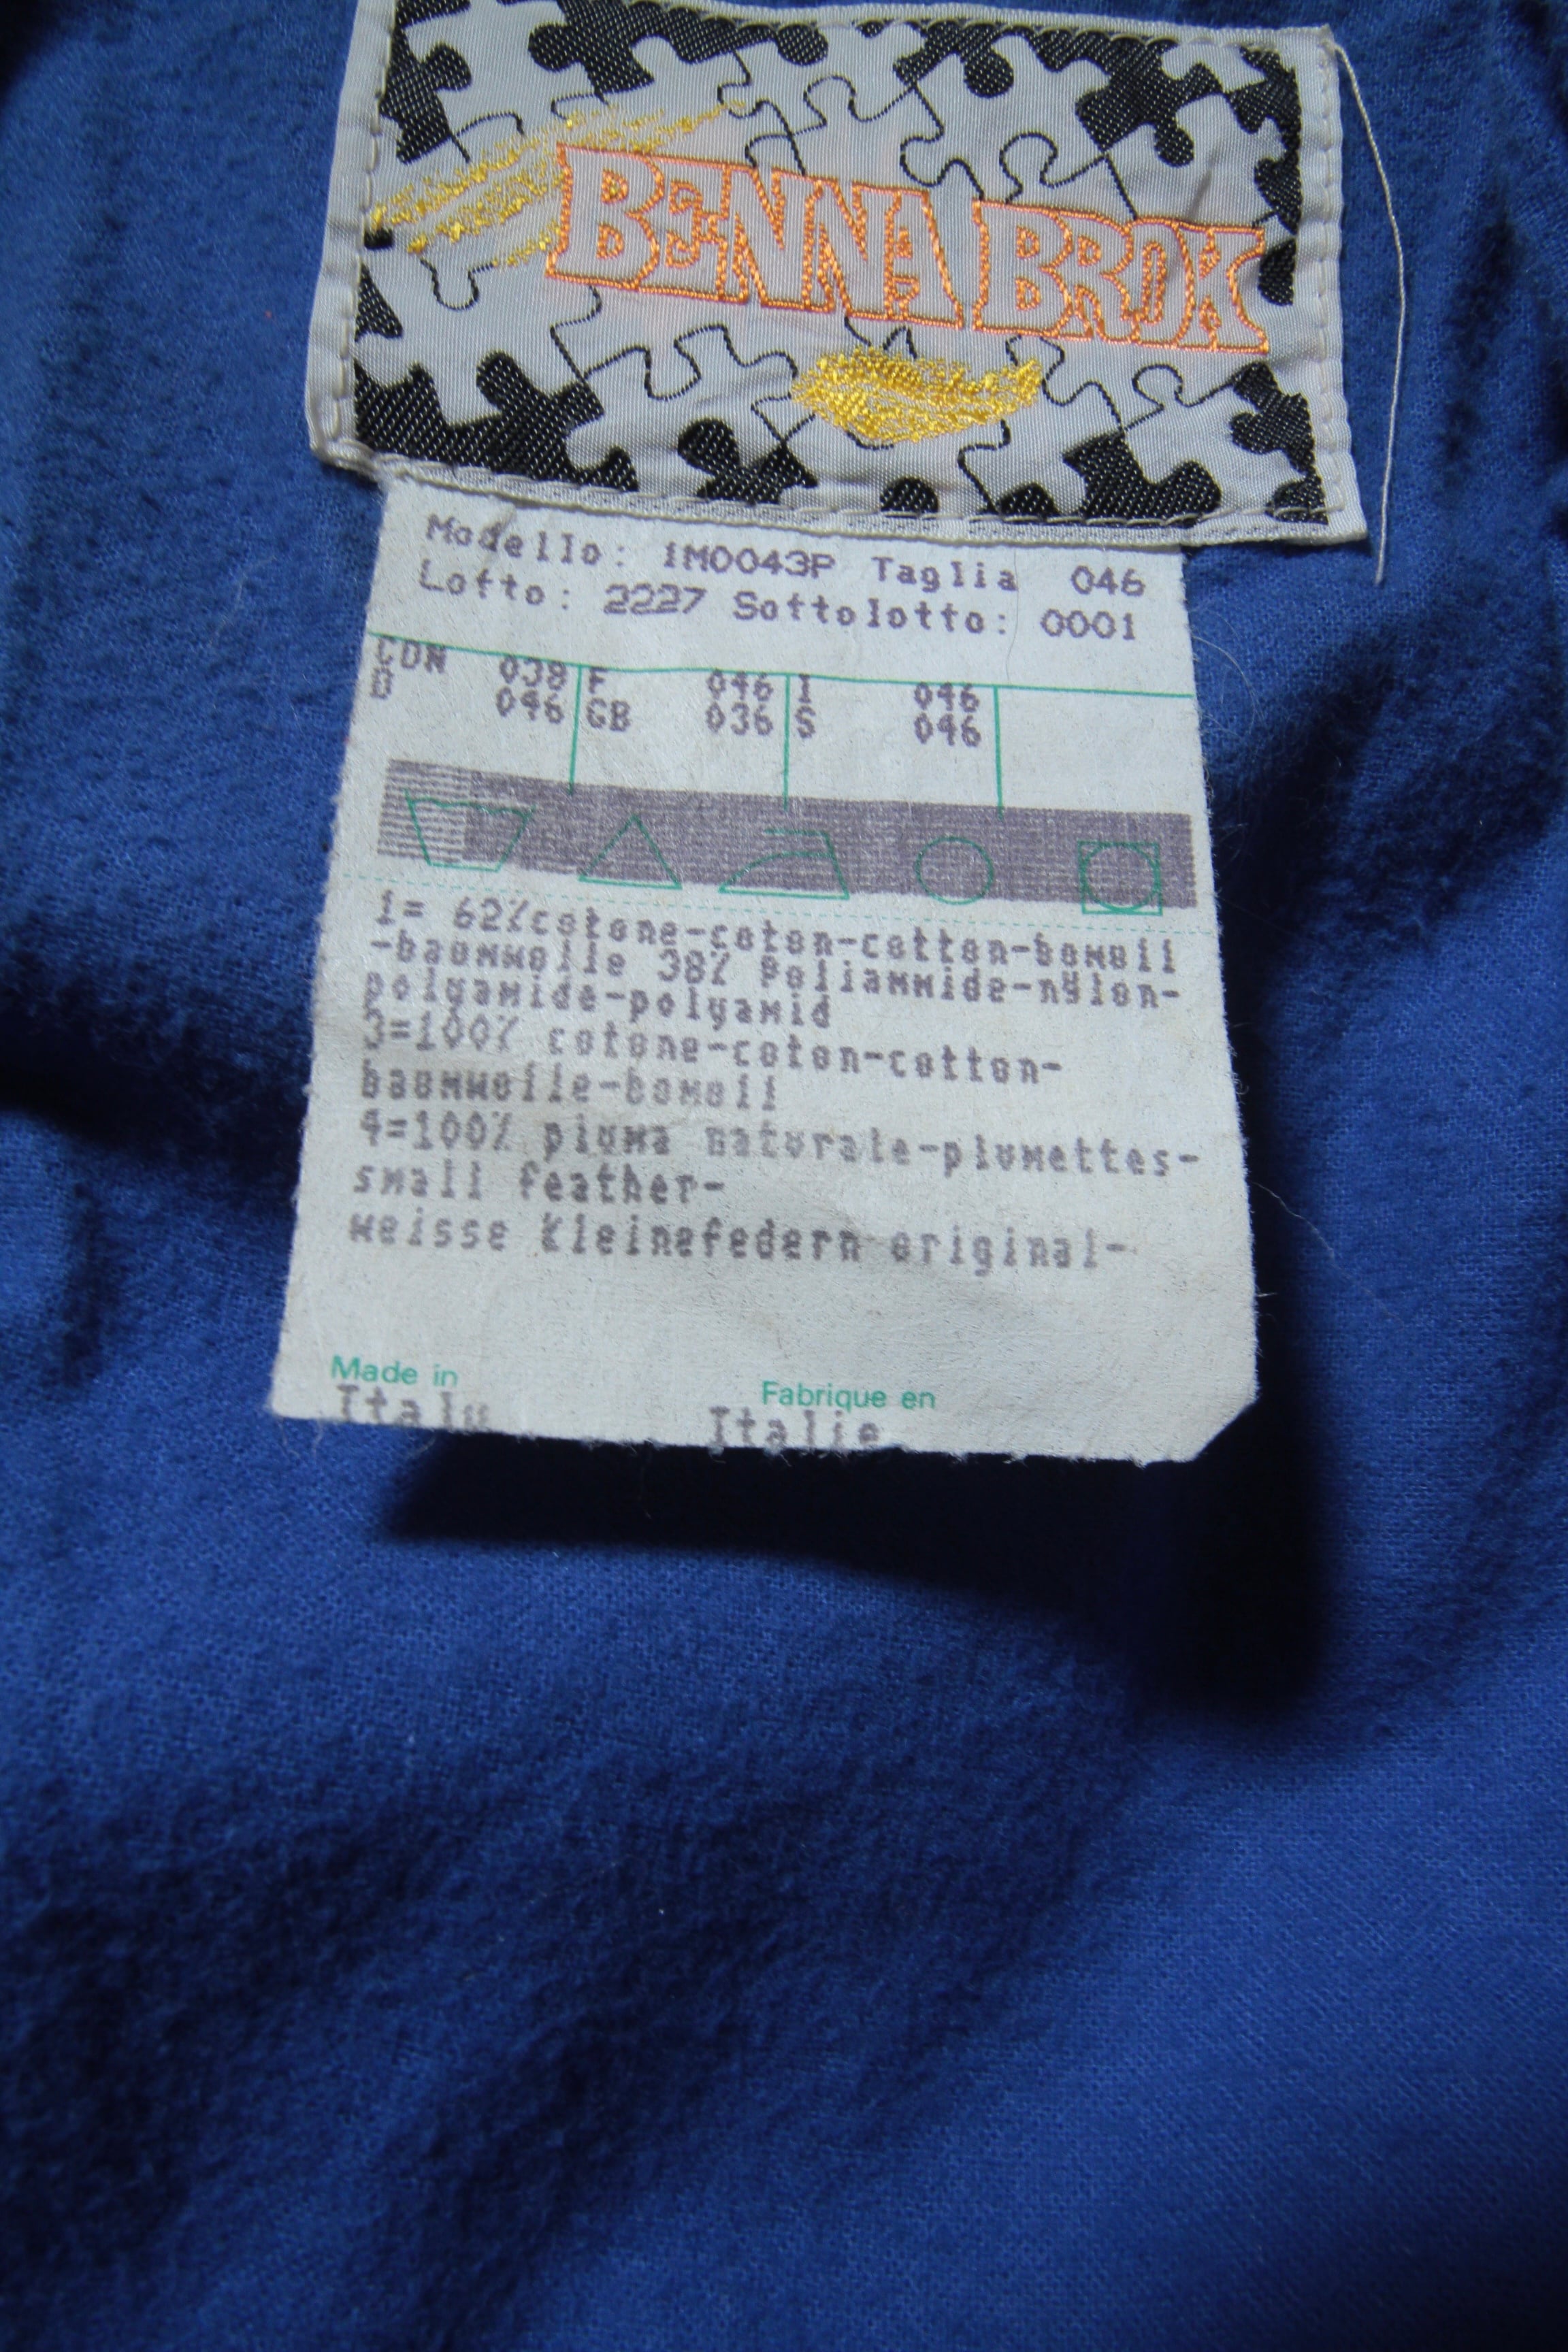 BENNA BROK
Modello: 1M0043P Taglia 046
Lotto: 2227 Sottolotto: 0001
CDN 038 F 046 I 046
D 046 GB 036 S 046
1= 62%cotone-coton-cotton-bomull
-baumwolle 38% poliammide-nylon-
polyamide-polyamid
3=100% cotone-coton-cotton-
baumwolle-bomull
4=100% piuma naturale-plumettes-
small feather-
weisse kleinefedern original-
Made in Fabrique en
Italy Italie